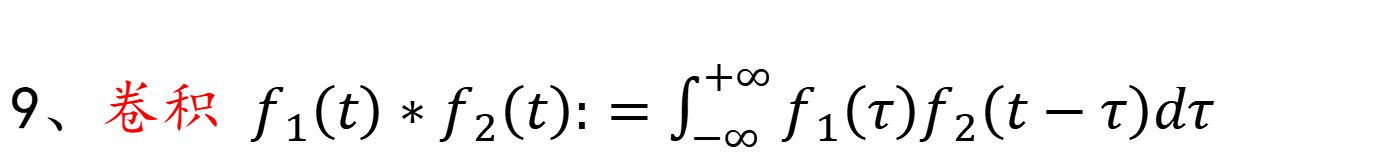 9、卷积 f₁(t) ∗ f₂(t): = ∫₋∞⁺∞ f₁(τ)f₂(t − τ)dτ